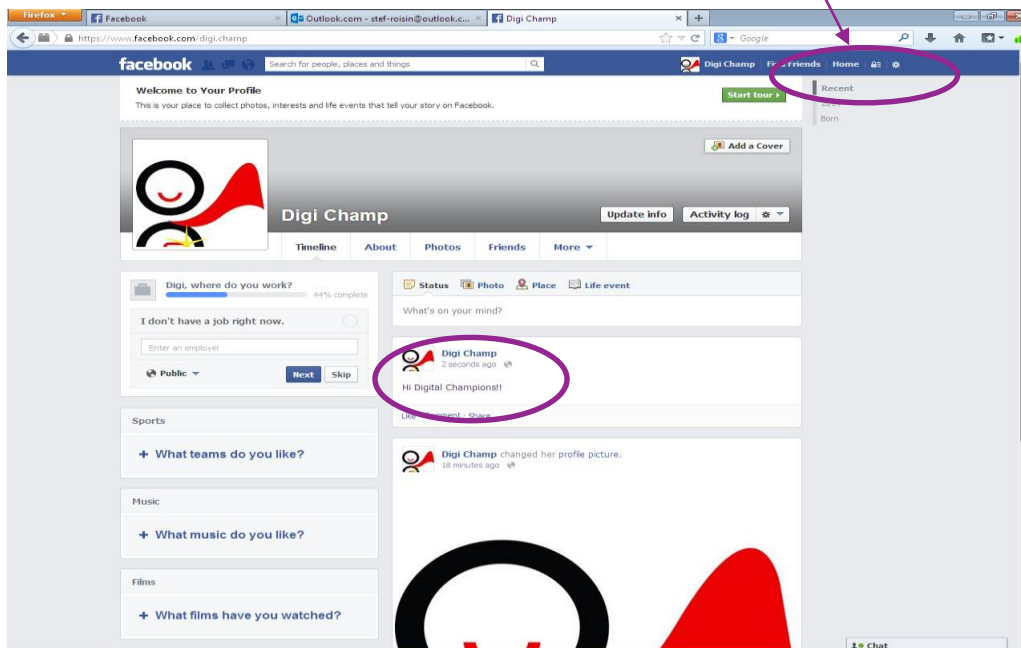 Firefox
Facebook
Outlook.com - stef-roisin@outlook.c...
Digi Champ
https://www.facebook.com/digi.champ
Google
facebook
Search for people, places and things
Digi Champ Find Friends Home
Welcome to Your Profile
This is your place to collect photos, interests and life events that tell your story on Facebook.
Start tour
Recent
Born
Add a Cover
Digi Champ
Update info
Activity log
Timeline About Photos Friends More
Digi, where do you work?
44% complete
I don't have a job right now.
Enter an employer
Public
Next
Skip
Status Photo Place Life event
What's on your mind?
Digi Champ
2 seconds ago
Hi Digital Champions!!
Like · Comment · Share
Sports
+ What teams do you like?
Digi Champ changed her profile picture.
18 minutes ago
Music
+ What music do you like?
Films
+ What films have you watched?
Chat